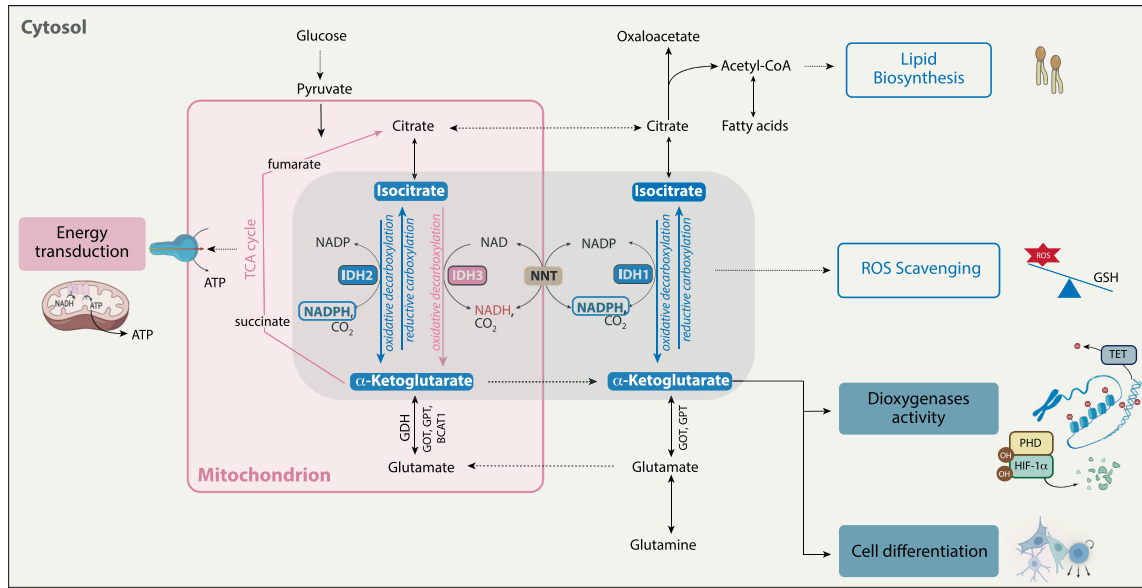 Cytosol
Glucose
Pyruvate
Oxaloacetate
Acetyl-CoA
Lipid
Biosynthesis
Citrate
Citrate
Fatty acids
fumarate
Isocitrate
Isocitrate
Energy
transduction
TCA cycle
ATP
NADH
ATP
ATP
succinate
NADP
IDH2
NADPH,
CO2
oxidative decarboxylation
reductive carboxylation
oxidative decarboxylation
NAD
IDH3
NADH,
CO2
NNT
NADP
IDH1
NADPH,
CO2
oxidative decarboxylation
reductive carboxylation
ROS Scavenging
ROS
GSH
α-Ketoglutarate
α-Ketoglutarate
GDH
GOT, GPT,
BCAT1
GOT, GPT
Glutamate
Glutamate
Mitochondrion
Glutamine
Dioxygenases
activity
TET
PHD
OH
HIF-1α
OH
Cell differentiation